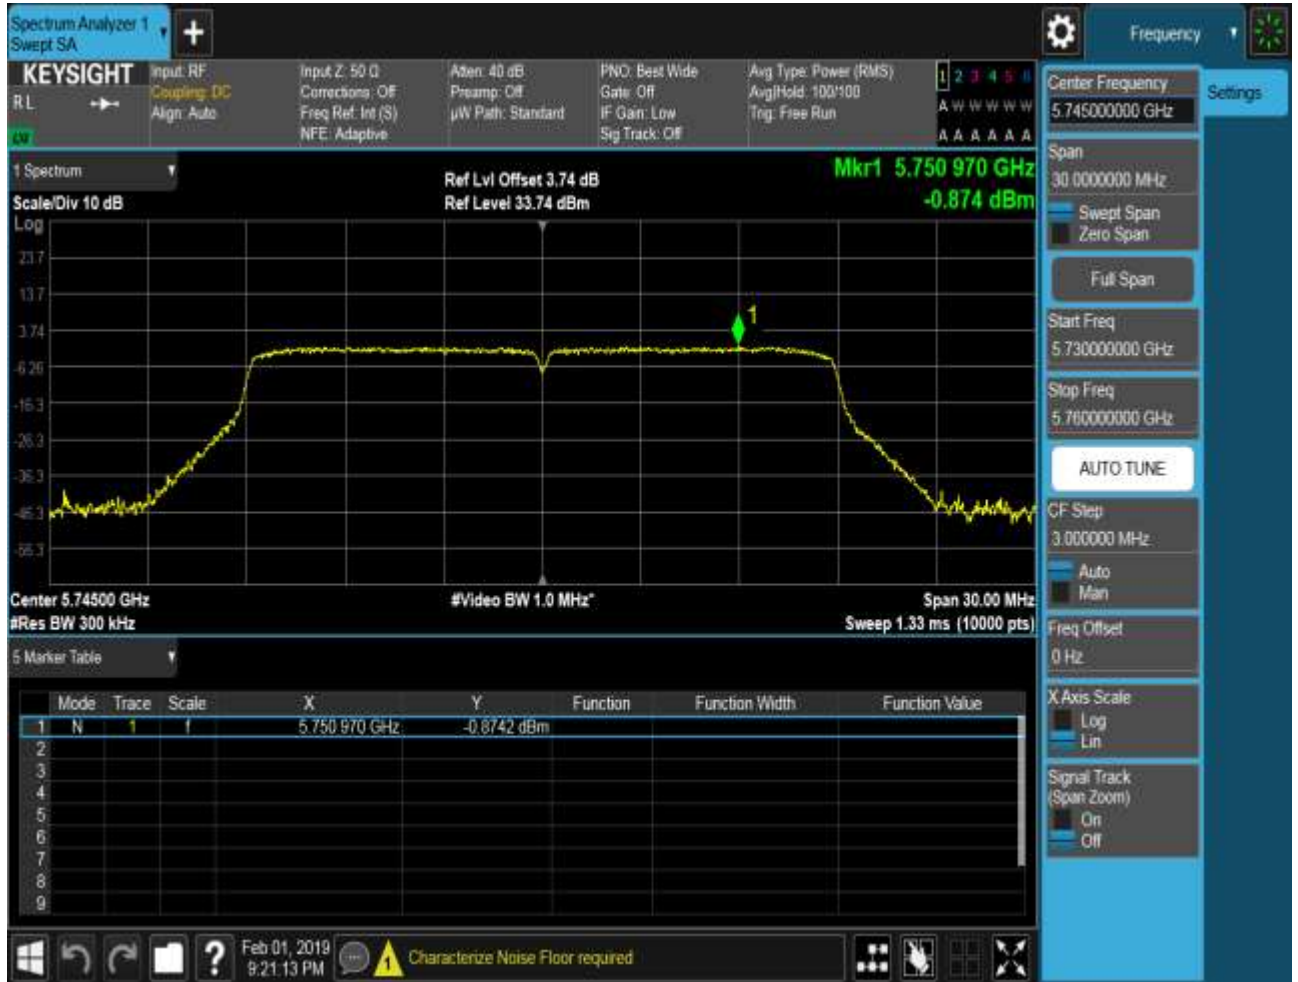 Spectrum Analyzer 1
Swept SA
Frequency
KEYSIGHT
R L
Input: RF
Coupling: DC
Align: Auto
Input Z: 50 Ω
Corrections: Off
Freq Ref: Int (S)
NFE: Adaptive
Atten: 40 dB
Preamp: Off
µW Path: Standard
PNO: Best Wide
Gate: Off
IF Gain: Low
Sig Track: Off
Avg Type: Power (RMS)
Avg|Hold: 100/100
Trig: Free Run
1 2 3 4 5 6
A W W W W W
A A A A A A
1 Spectrum
Scale/Div 10 dB
Ref Lvl Offset 3.74 dB
Ref Level 33.74 dBm
Mkr1 5.750 970 GHz
-0.874 dBm
Log
23.7
13.7
3.74
-6.26
-16.3
-26.3
-36.3
-46.3
-56.3
1
Center 5.74500 GHz
#Res BW 300 kHz
#Video BW 1.0 MHz*
Span 30.00 MHz
Sweep 1.33 ms (10000 pts)
5 Marker Table
Mode Trace Scale X Y Function Function Width Function Value
1 N 1 f 5.750 970 GHz -0.8742 dBm
2
3
4
5
6
7
8
9
Feb 01, 2019
9:21:13 PM
1
Characterize Noise Floor required
Center Frequency
5.745000000 GHz
Settings
Span
30.0000000 MHz
Swept Span
Zero Span
Full Span
Start Freq
5.730000000 GHz
Stop Freq
5.760000000 GHz
AUTO TUNE
CF Step
3.000000 MHz
Auto
Man
Freq Offset
0 Hz
X Axis Scale
Log
Lin
Signal Track
(Span Zoom)
On
Off